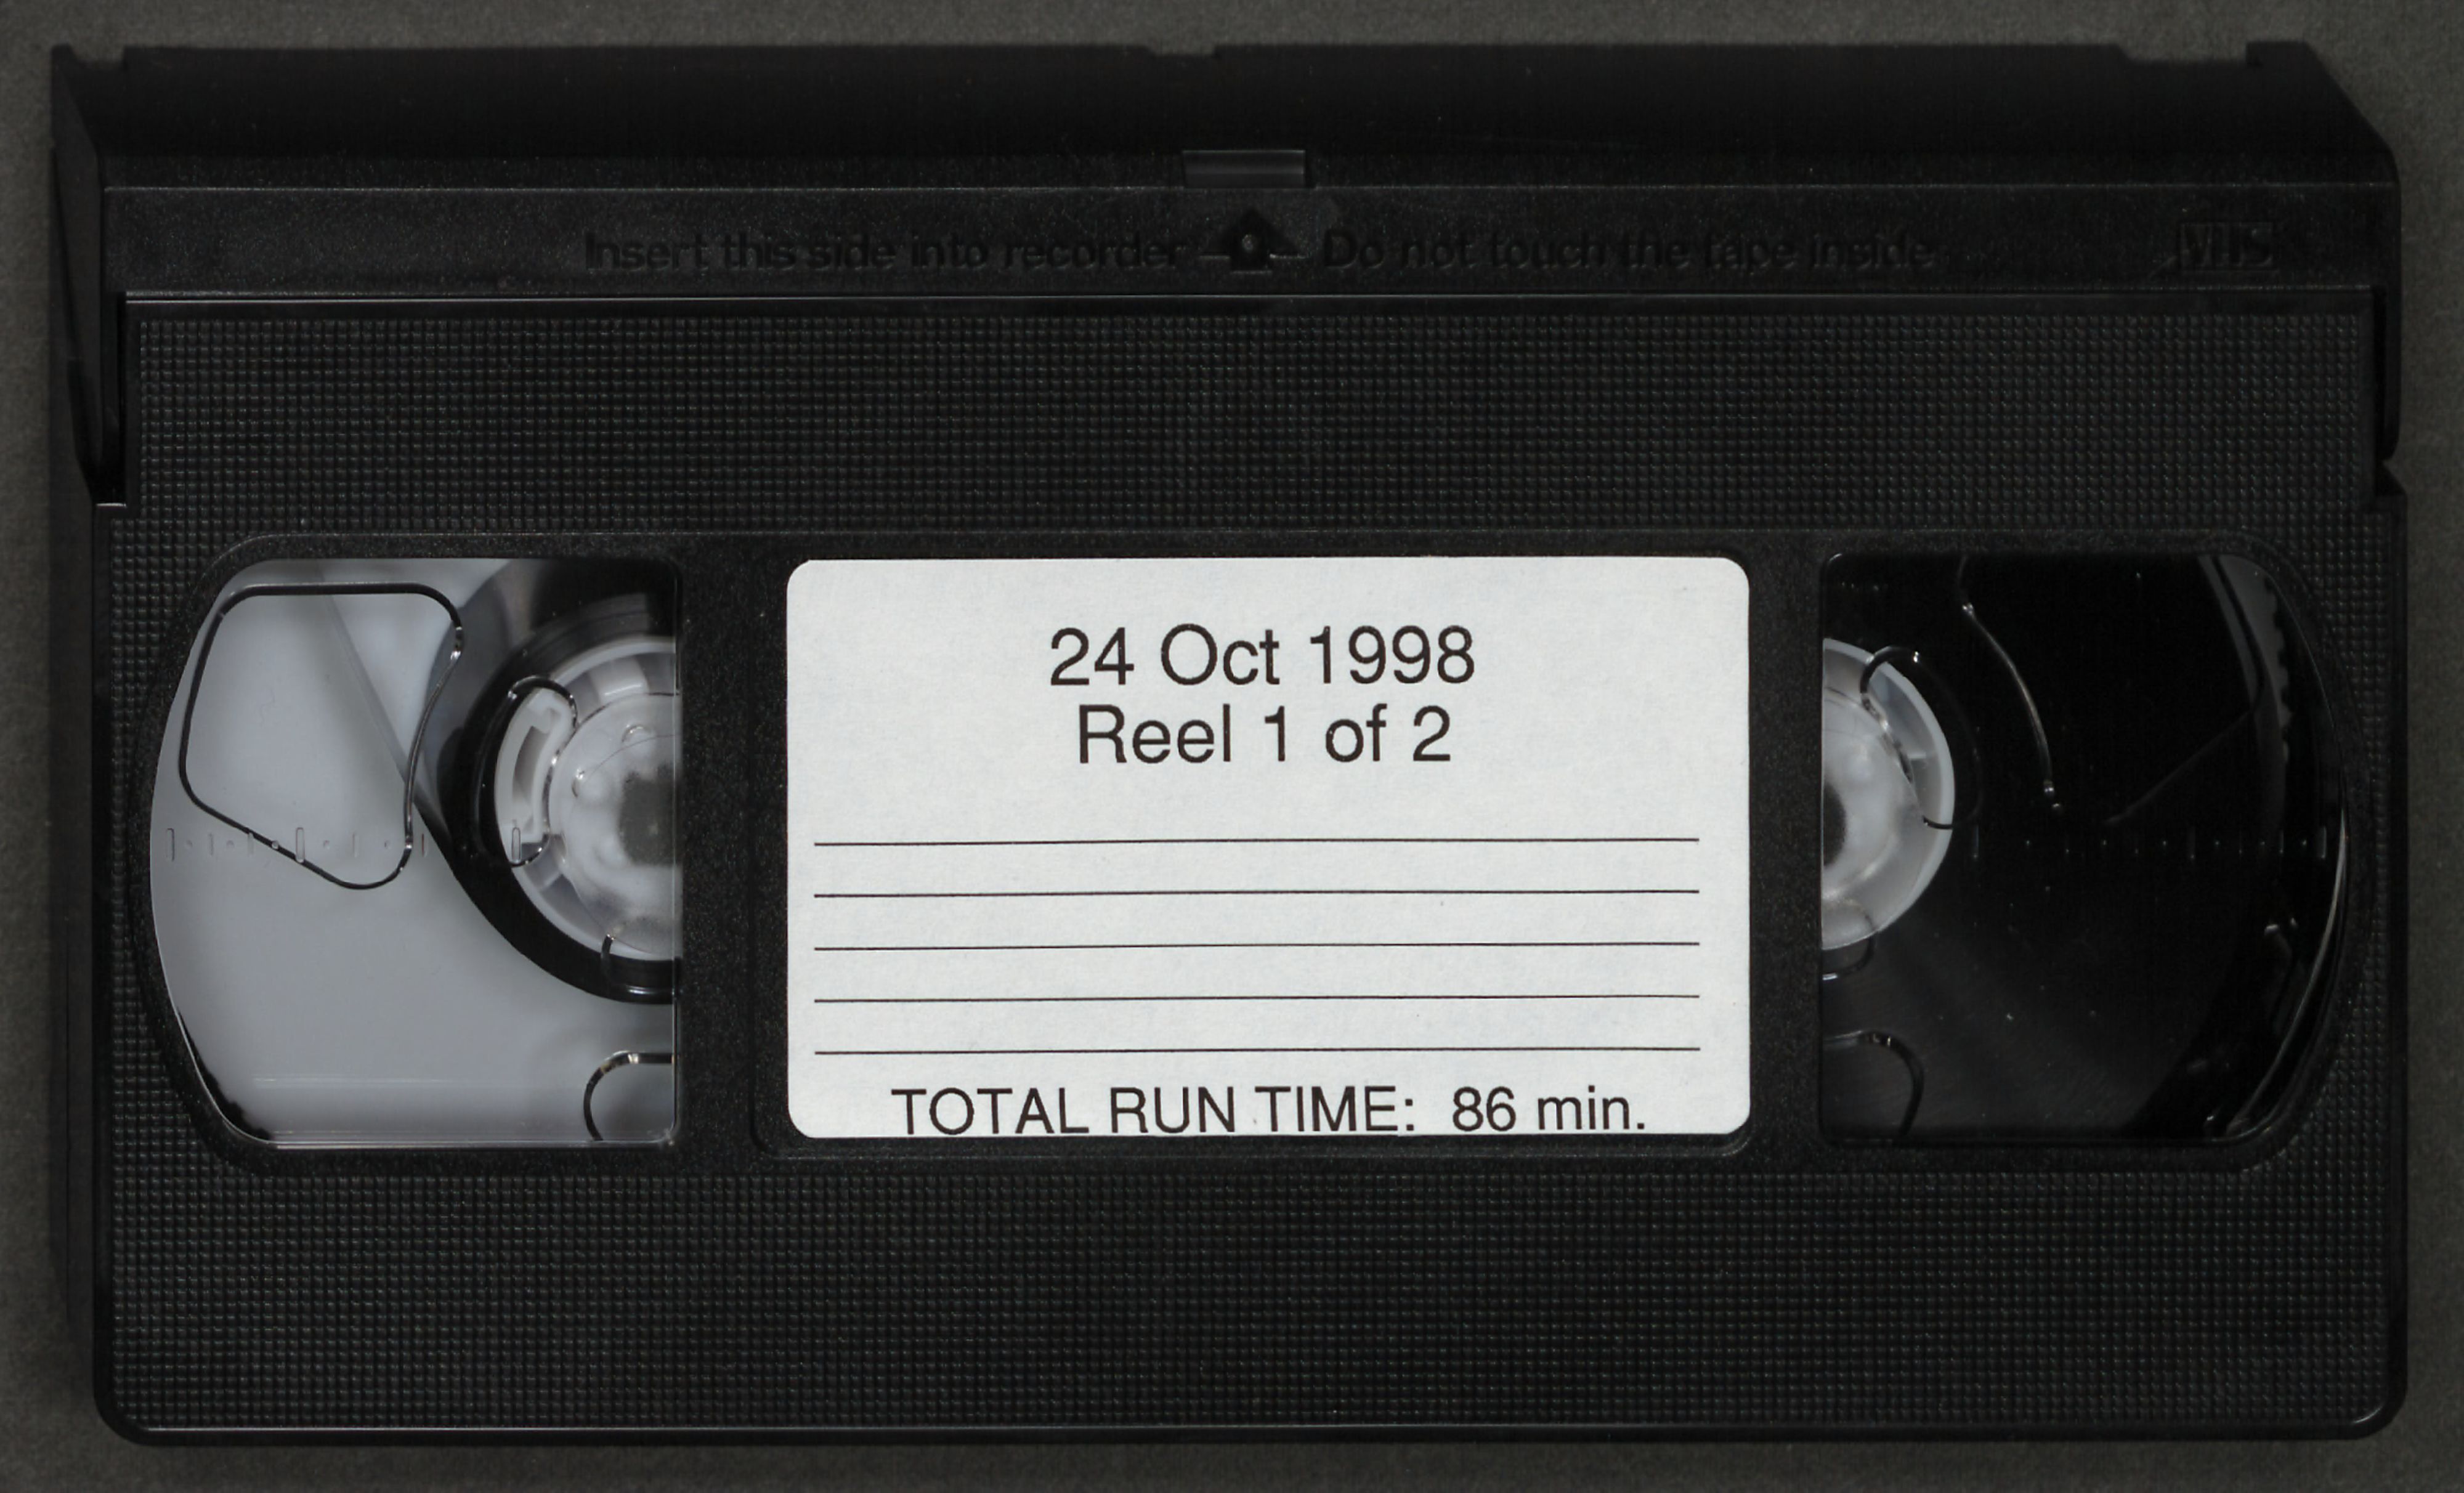 Insert this side into recorder Do not touch the tape inside VHS
24 Oct 1998
Reel 1 of 2
TOTAL RUN TIME: 86 min.